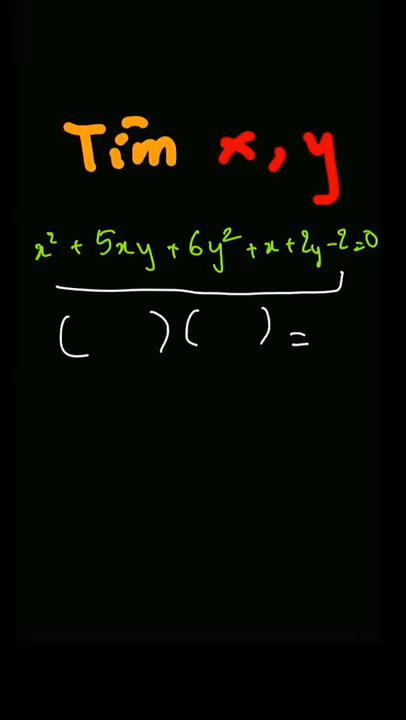 Tìm x, y
x² + 5xy + 6y² + x + 2y - 2 = 0
( ) ( ) =